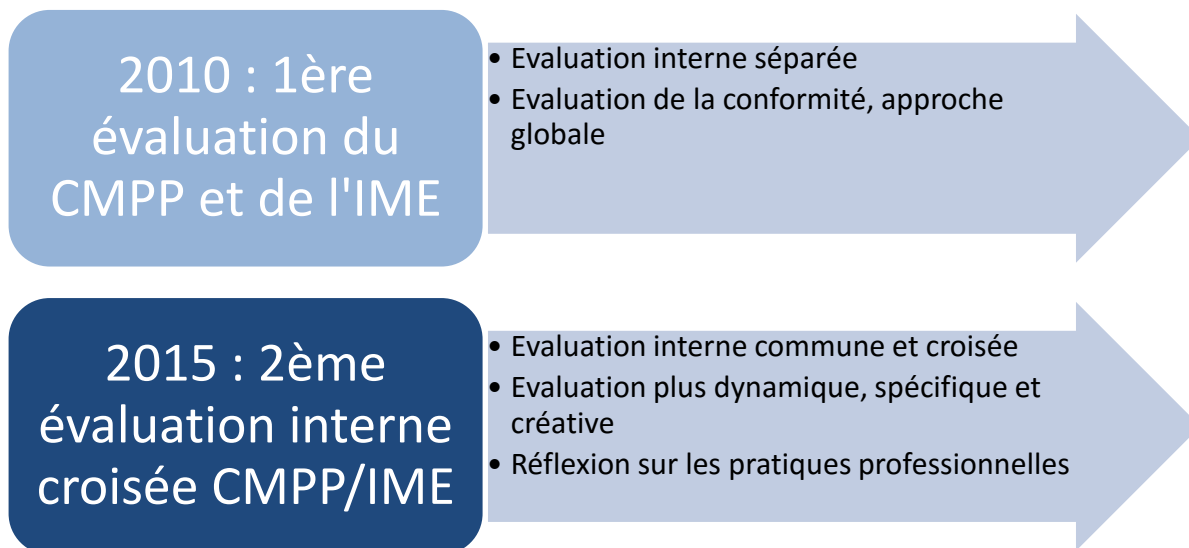 2010 : 1ère
évaluation du
CMPP et de l'IME
• Evaluation interne séparée
• Evaluation de la conformité, approche
globale
2015 : 2ème
évaluation interne
croisée CMPP/IME
• Evaluation interne commune et croisée
• Evaluation plus dynamique, spécifique et
créative
• Réflexion sur les pratiques professionnelles